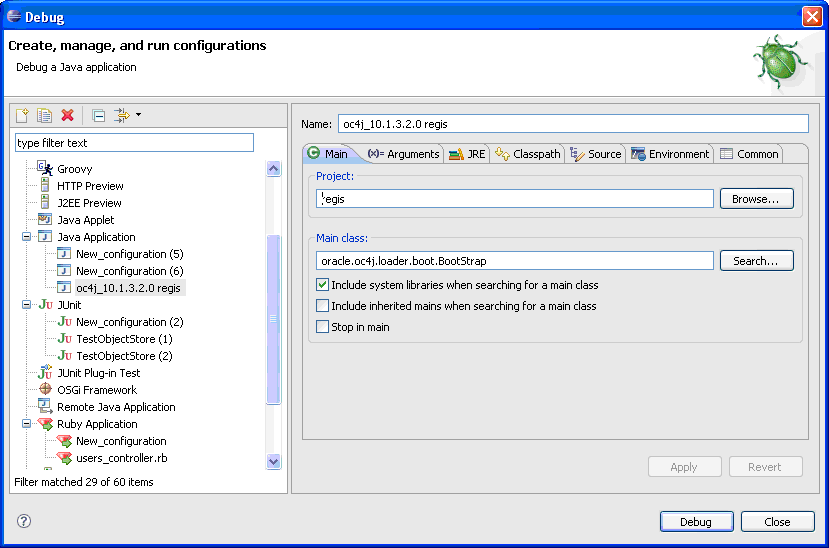 Debug
Create, manage, and run configurations
Debug a Java application
type filter text
Groovy
HTTP Preview
J2EE Preview
Java Applet
Java Application
New_configuration (5)
New_configuration (6)
oc4j_10.1.3.2.0 regis
JUnit
New_configuration (2)
TestObjectStore (1)
TestObjectStore (2)
JUnit Plug-in Test
OSGi Framework
Remote Java Application
Ruby Application
New_configuration
users_controller.rb
Filter matched 29 of 60 items
Name: oc4j_10.1.3.2.0 regis
Main (x)= Arguments JRE Classpath Source Environment Common
Project:
regis Browse...
Main class:
oracle.oc4j.loader.boot.BootStrap Search...
Include system libraries when searching for a main class
Include inherited mains when searching for a main class
Stop in main
Apply Revert
Debug Close